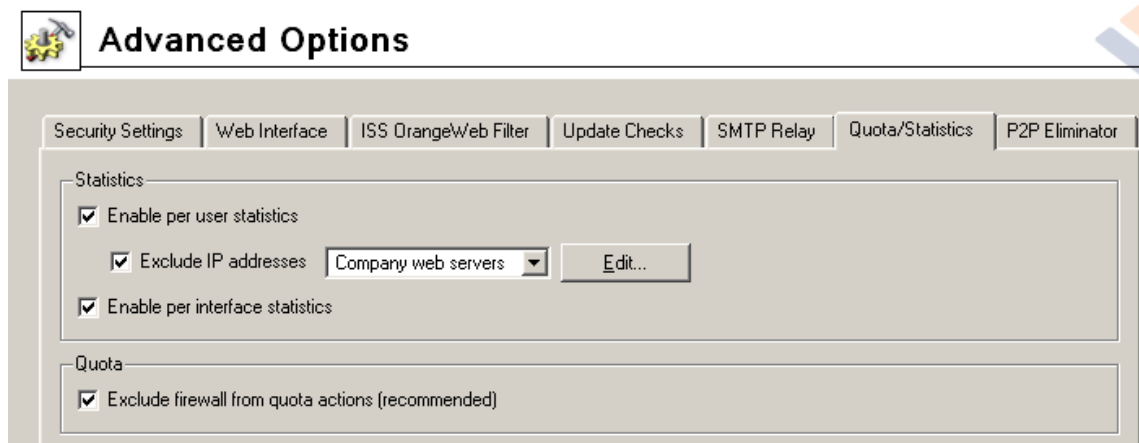 Advanced Options
Security Settings Web Interface ISS OrangeWeb Filter Update Checks SMTP Relay Quota/Statistics P2P Eliminator
Statistics
Enable per user statistics
Exclude IP addresses Company web servers Edit...
Enable per interface statistics
Quota
Exclude firewall from quota actions (recommended)